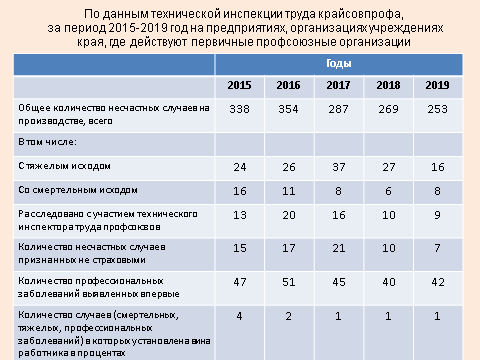 По данным технической инспекции труда крайсовпрофа,
за период 2015-2019 год на предприятиях, организациях учреждениях
края, где действуют первичные профсоюзные организации
Годы
2015 2016 2017 2018 2019
Общее количество несчастных случаев на
производстве, всего
338 354 287 269 253
В том числе:
С тяжелым исходом 24 26 37 27 16
Со смертельным исходом 16 11 8 6 8
Расследовано с участием технического
инспектора труда профсоюзов
13 20 16 10 9
Количество несчастных случаев
признанных не страховыми
15 17 21 10 7
Количество профессиональных
заболеваний выявленных впервые
47 51 45 40 42
Количество случаев (смертельных,
тяжелых, профессиональных
заболеваний) в которых установлена вина
работника в процентах
4 2 1 1 1